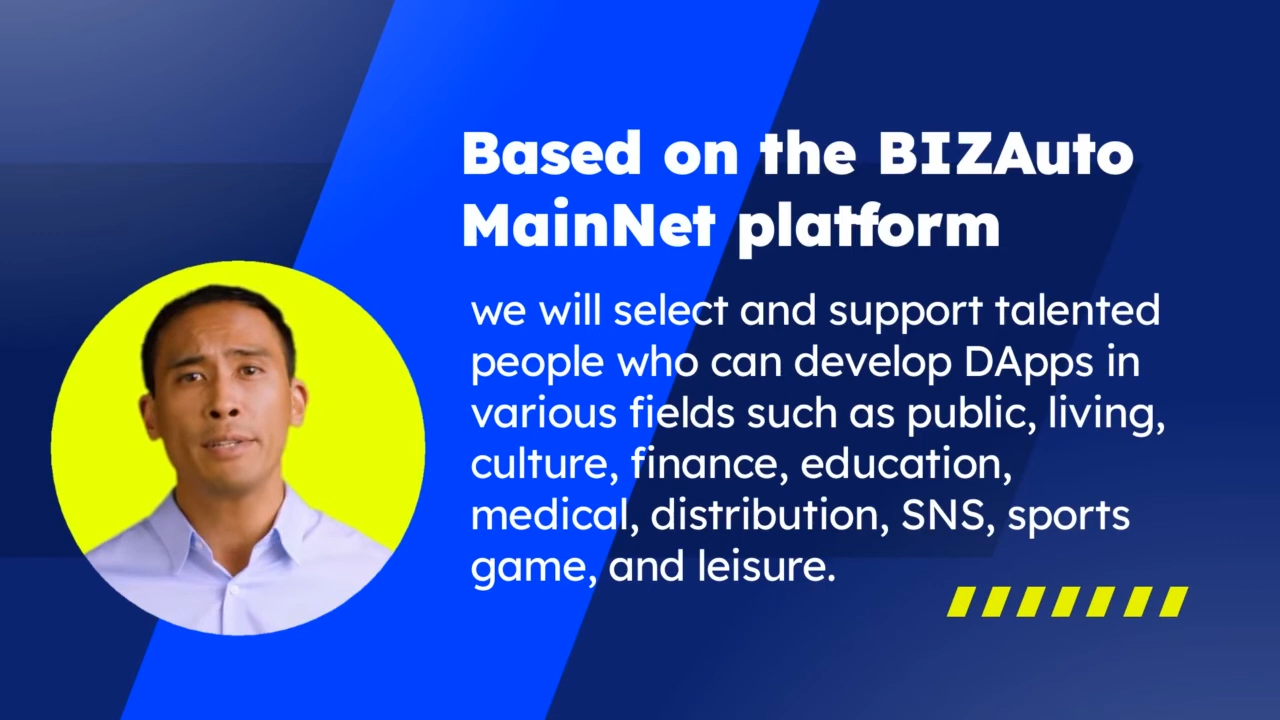 Based on the BIZAuto
MainNet platform
we will select and support talented
people who can develop DApps in
various fields such as public, living,
culture, finance, education,
medical, distribution, SNS, sports
game, and leisure.